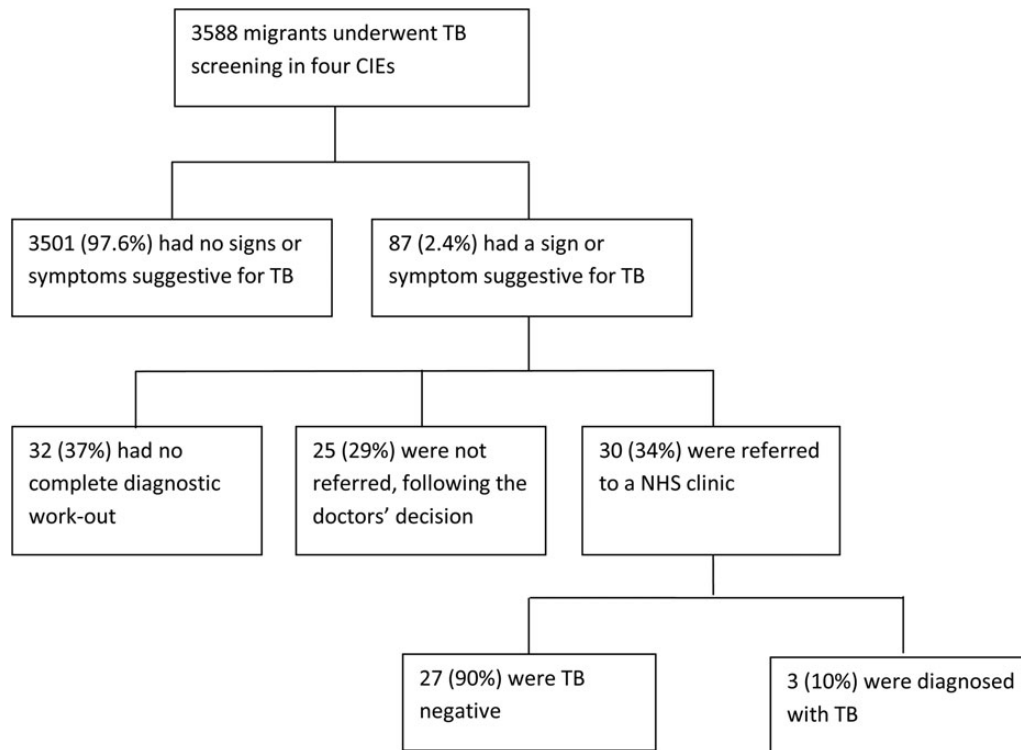 3588 migrants underwent TB
screening in four CIEs
3501 (97.6%) had no signs or
symptoms suggestive for TB
87 (2.4%) had a sign or
symptom suggestive for TB
32 (37%) had no
complete diagnostic
work-out
25 (29%) were not
referred, following the
doctors’ decision
30 (34%) were referred
to a NHS clinic
27 (90%) were TB
negative
3 (10%) were diagnosed
with TB